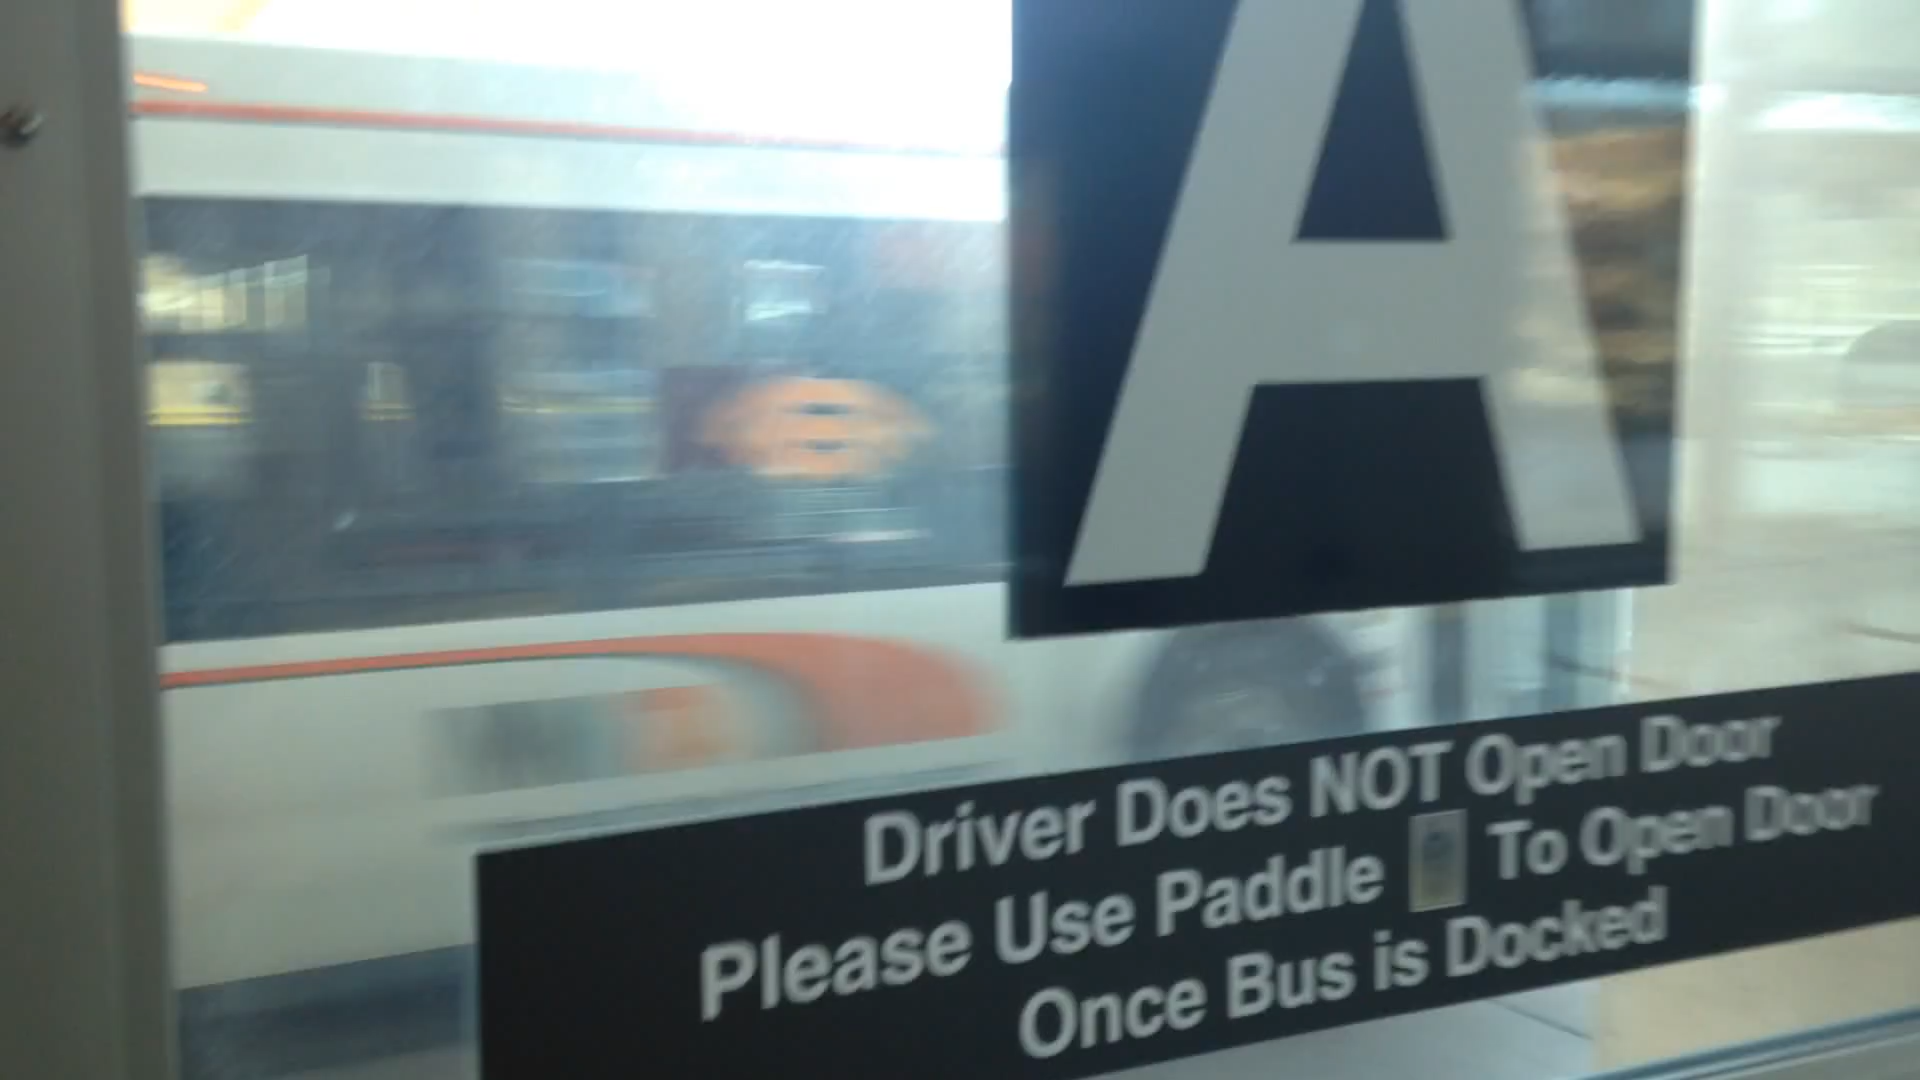 A
Driver Does NOT Open Door
Please Use Paddle To Open Door
Once Bus is Docked